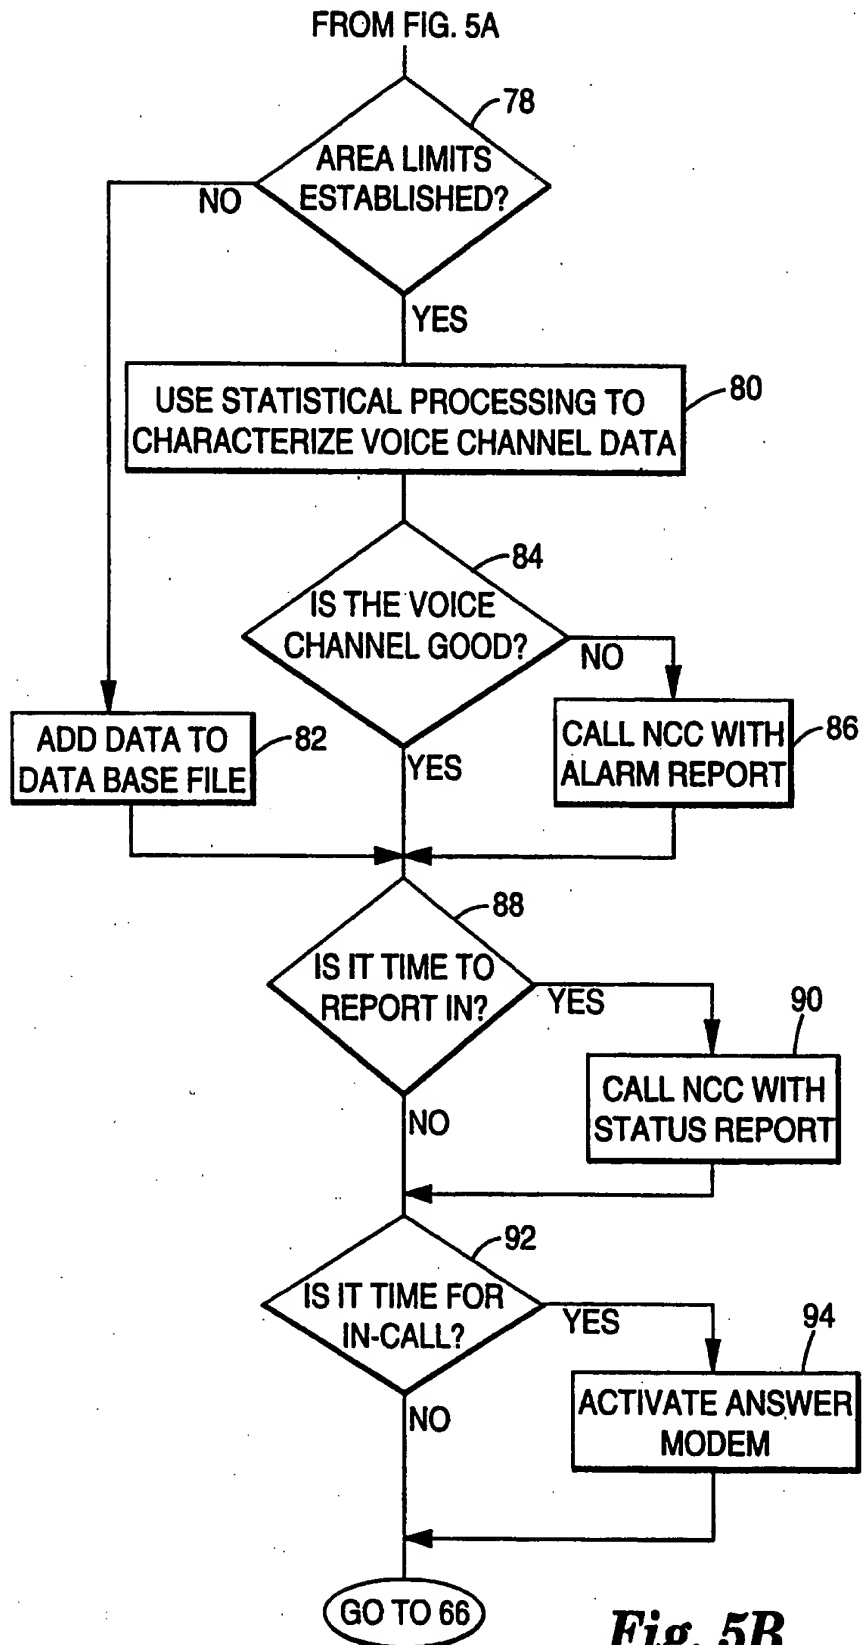 FROM FIG. 5A
78
AREA LIMITS
ESTABLISHED?
NO
YES
80
USE STATISTICAL PROCESSING TO
CHARACTERIZE VOICE CHANNEL DATA
84
IS THE VOICE
CHANNEL GOOD?
NO
ADD DATA TO
DATA BASE FILE
82
YES
CALL NCC WITH
ALARM REPORT
86
88
IS IT TIME TO
REPORT IN?
YES
90
CALL NCC WITH
STATUS REPORT
NO
92
IS IT TIME FOR
IN-CALL?
YES
94
ACTIVATE ANSWER
MODEM
NO
GO TO 66
Fig. 5B